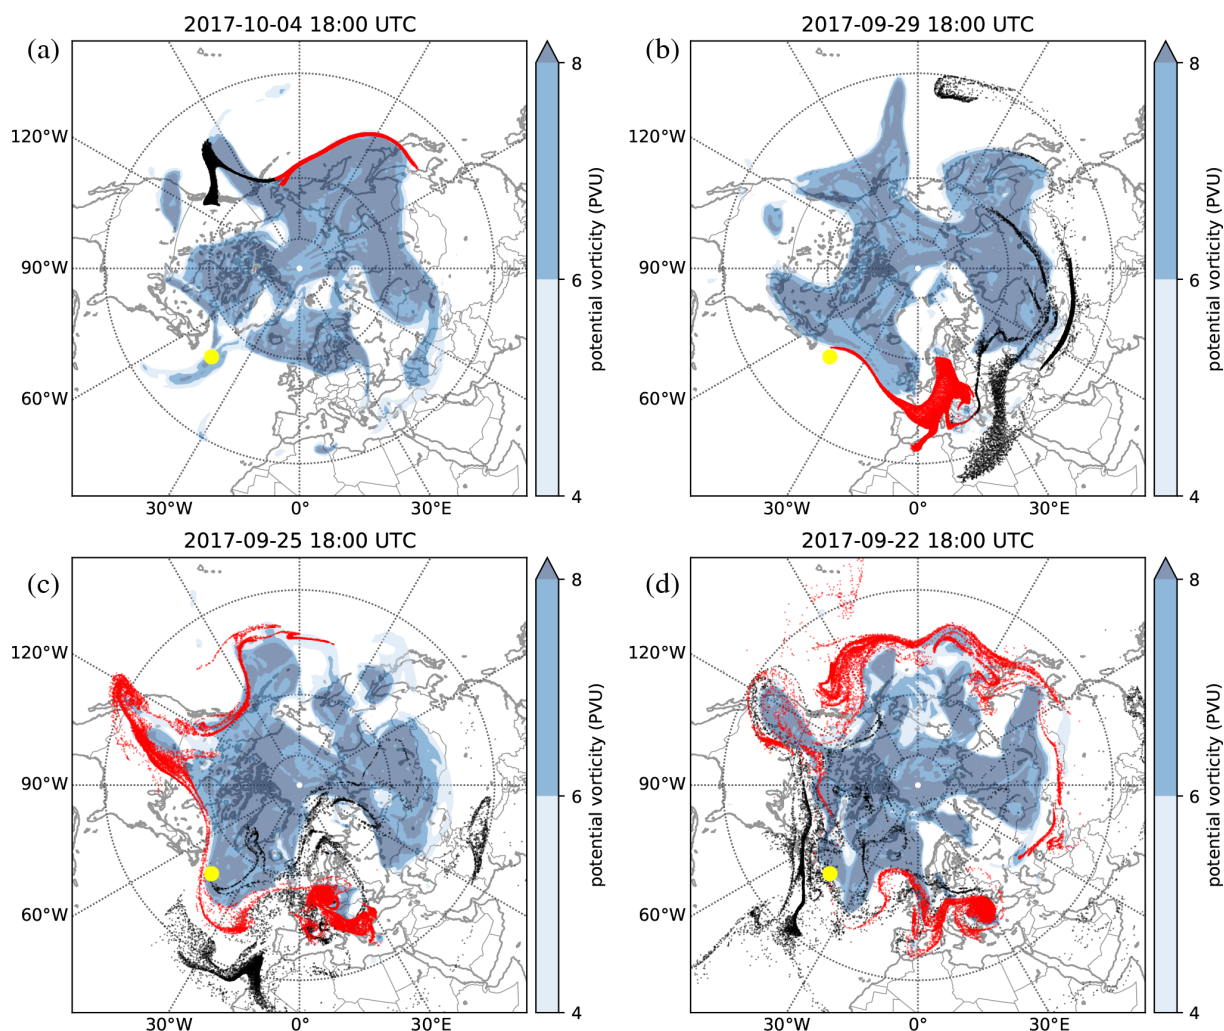 2017-10-04 18:00 UTC
(a)
120°W
90°W
60°W
30°W 0° 30°E
8
6
4
potential vorticity (PVU)
2017-09-29 18:00 UTC
(b)
120°W
90°W
60°W
30°W 0° 30°E
8
6
4
potential vorticity (PVU)
2017-09-25 18:00 UTC
(c)
120°W
90°W
60°W
30°W 0° 30°E
8
6
4
potential vorticity (PVU)
2017-09-22 18:00 UTC
(d)
120°W
90°W
60°W
30°W 0° 30°E
8
6
4
potential vorticity (PVU)